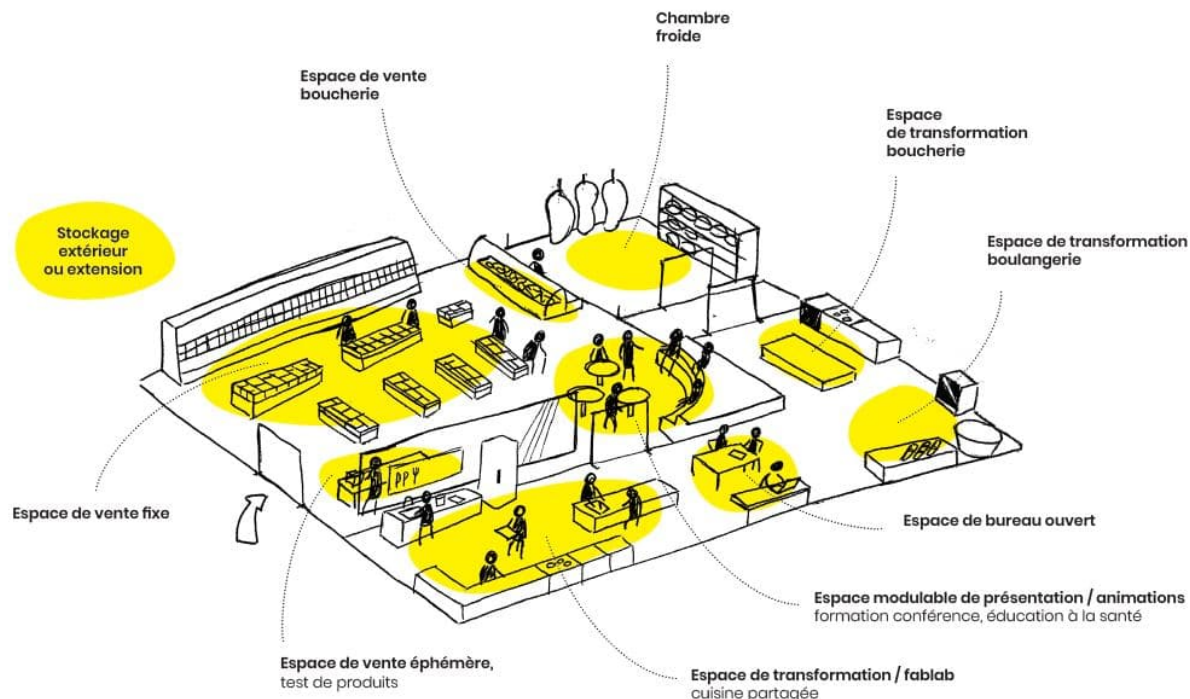 Chambre
froide
Espace de vente
boucherie
Espace
de transformation
boucherie
Stockage
extérieur
ou extension
Espace de transformation
boulangerie
Espace de vente fixe
Espace de bureau ouvert
Espace modulable de présentation / animations
formation conférence, éducation à la santé
Espace de vente éphémère,
test de produits
Espace de transformation / fablab
cuisine partagée